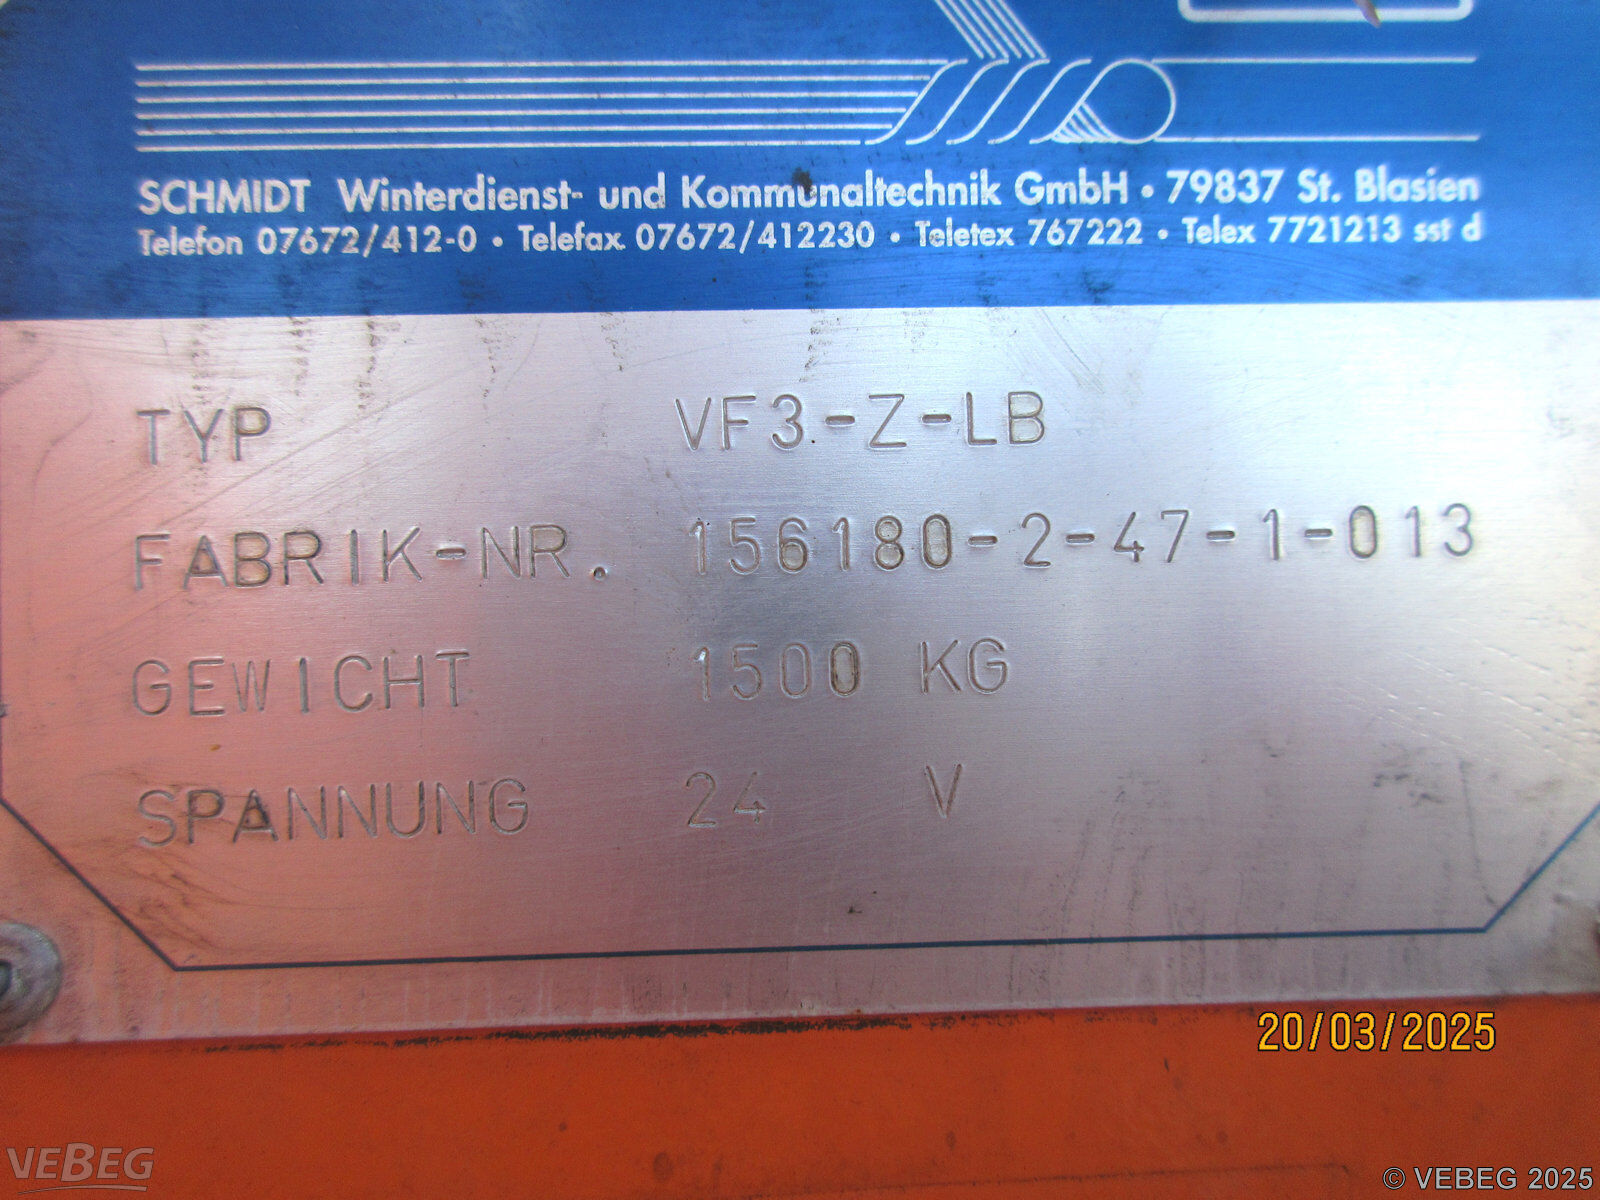 SCHMIDT Winterdienst- und Kommunaltechnik GmbH • 79837 St. Blasien
Telefon 07672/412-0 • Telefax 07672/412230 • Teletex 767222 • Telex 7721213 sst d
TYP VF3-Z-LB
FABRIK-NR. 156180-2-47-1-013
GEWICHT 1500 KG
SPANNUNG 24 V
20/03/2025
VEBEG
© VEBEG 2025